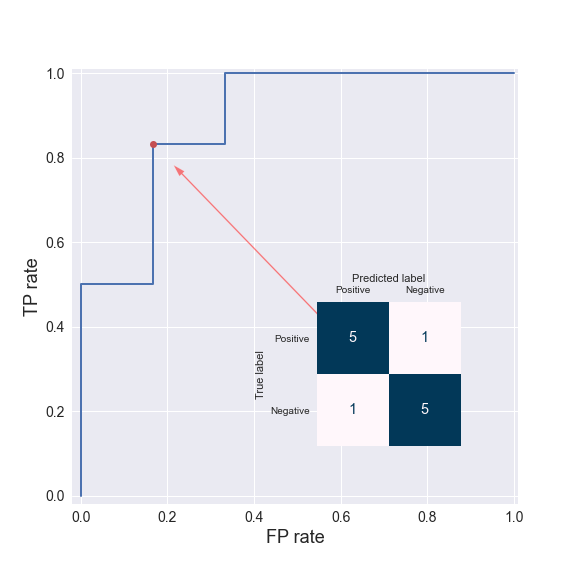 1.0
0.8
0.6
0.4
0.2
0.0
TP rate
Predicted label
Positive Negative
Positive 5 1
True label
Negative 1 5
0.0 0.2 0.4 0.6 0.8 1.0
FP rate